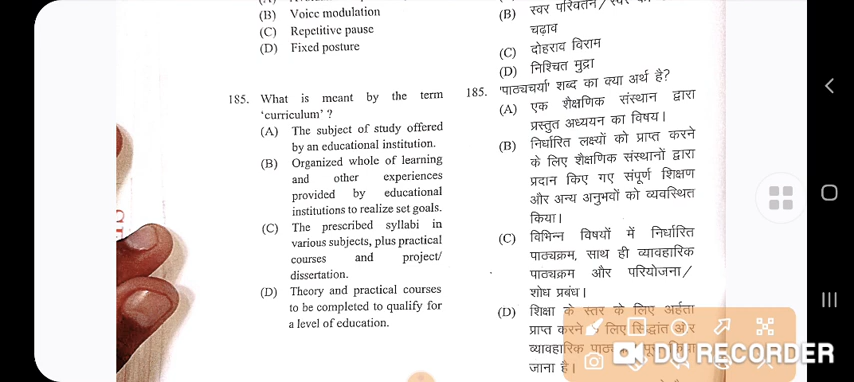 (B) Voice modulation
(C) Repetitive pause
(D) Fixed posture
185. What is meant by the term
‘curriculum’ ?
(A) The subject of study offered
by an educational institution.
(B) Organized whole of learning
and other experiences
provided by educational
institutions to realize set goals.
(C) The prescribed syllabi in
various subjects, plus practical
courses and project/
dissertation.
(D) Theory and practical courses
to be completed to qualify for
a level of education.
(B) स्वर परिवर्तन/
चढ़ाव
(C) दोहराव विराम
(D) निश्चित मुद्रा
185. 'पाठ्यचर्या' शब्द का क्या अर्थ है?
(A) एक शैक्षणिक संस्थान द्वारा
प्रस्तुत अध्ययन का विषय।
(B) निर्धारित लक्ष्यों को प्राप्त करने
के लिए शैक्षणिक संस्थानों द्वारा
प्रदान किए गए संपूर्ण शिक्षण
और अन्य अनुभवों को व्यवस्थित
किया।
(C) विभिन्न विषयों में निर्धारित
पाठ्यक्रम, साथ ही व्यावहारिक
पाठ्यक्रम और परियोजना/
शोध प्रबंध।
(D) शिक्षा के स्तर के लिए अर्हता
प्राप्त करने के लिए सिद्धांत और
व्यावहारिक
जाना है।
DU RECORDER